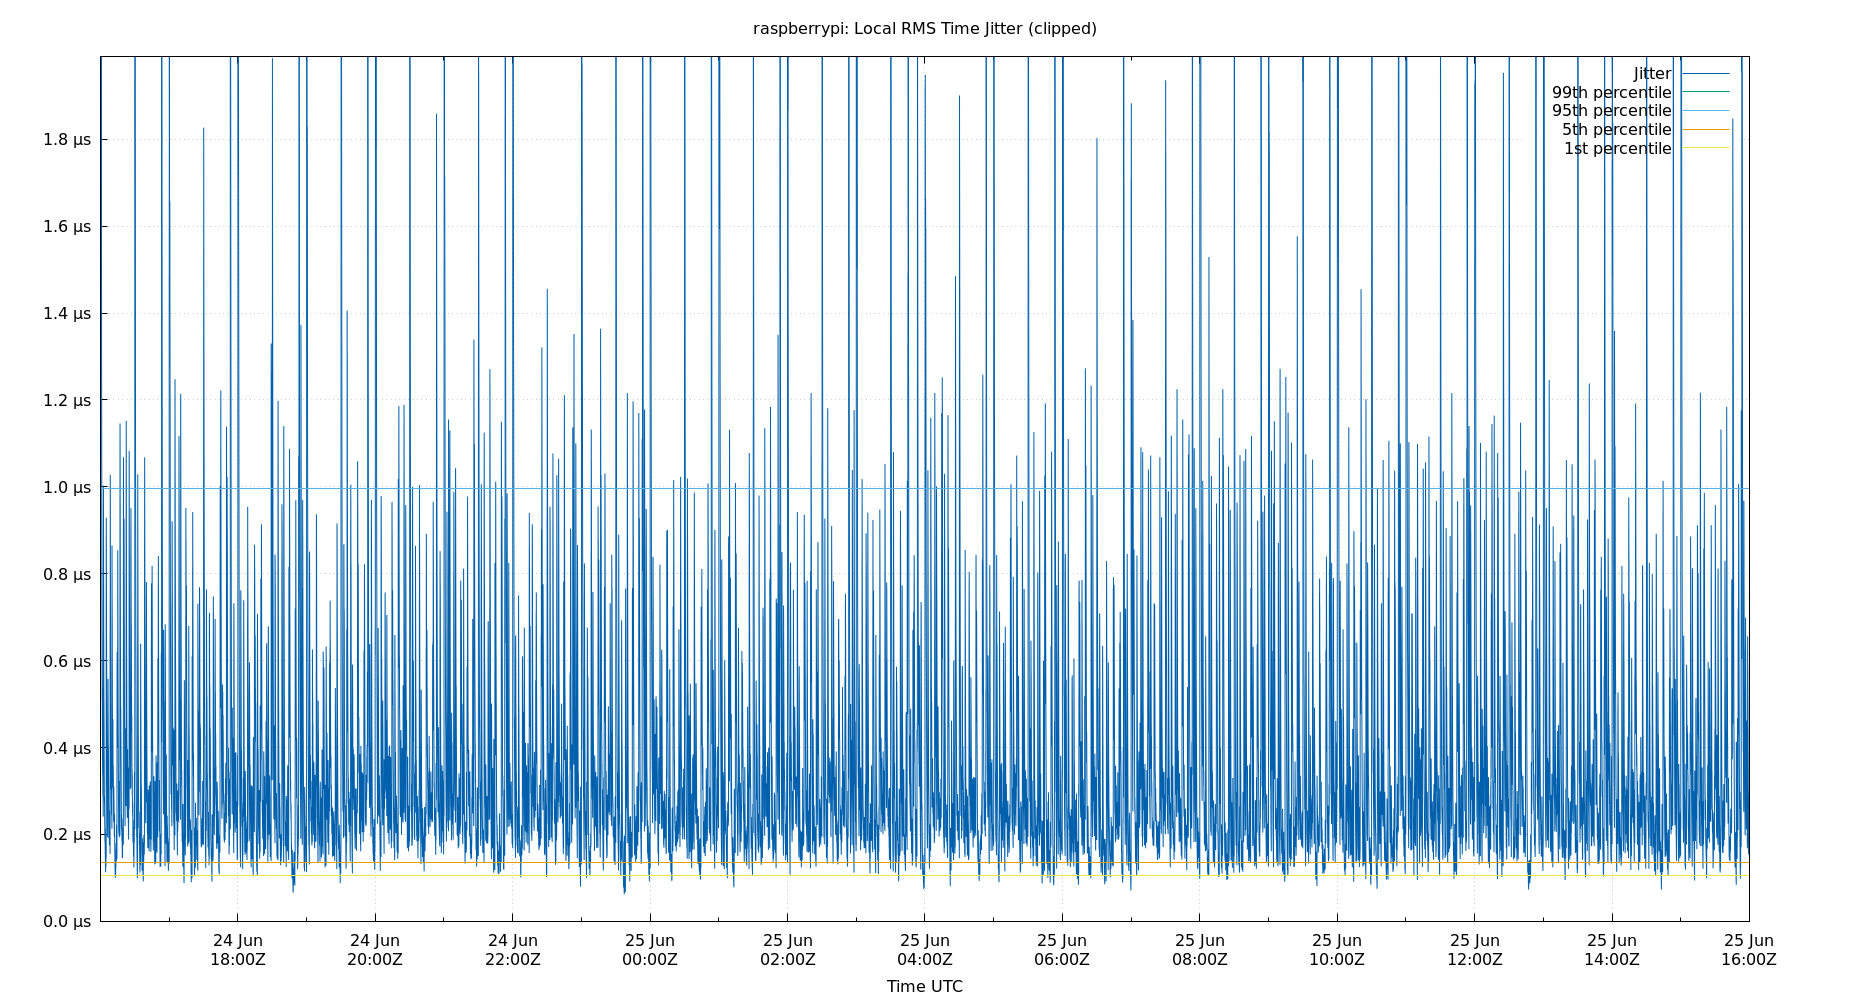 raspberrypi: Local RMS Time Jitter (clipped)
Jitter
99th percentile
95th percentile
5th percentile
1st percentile
1.8 µs
1.6 µs
1.4 µs
1.2 µs
1.0 µs
0.8 µs
0.6 µs
0.4 µs
0.2 µs
0.0 µs
24 Jun 24 Jun 24 Jun 25 Jun 25 Jun 25 Jun 25 Jun 25 Jun 25 Jun 25 Jun 25 Jun 25 Jun
18:00Z 20:00Z 22:00Z 00:00Z 02:00Z 04:00Z 06:00Z 08:00Z 10:00Z 12:00Z 14:00Z 16:00Z
Time UTC